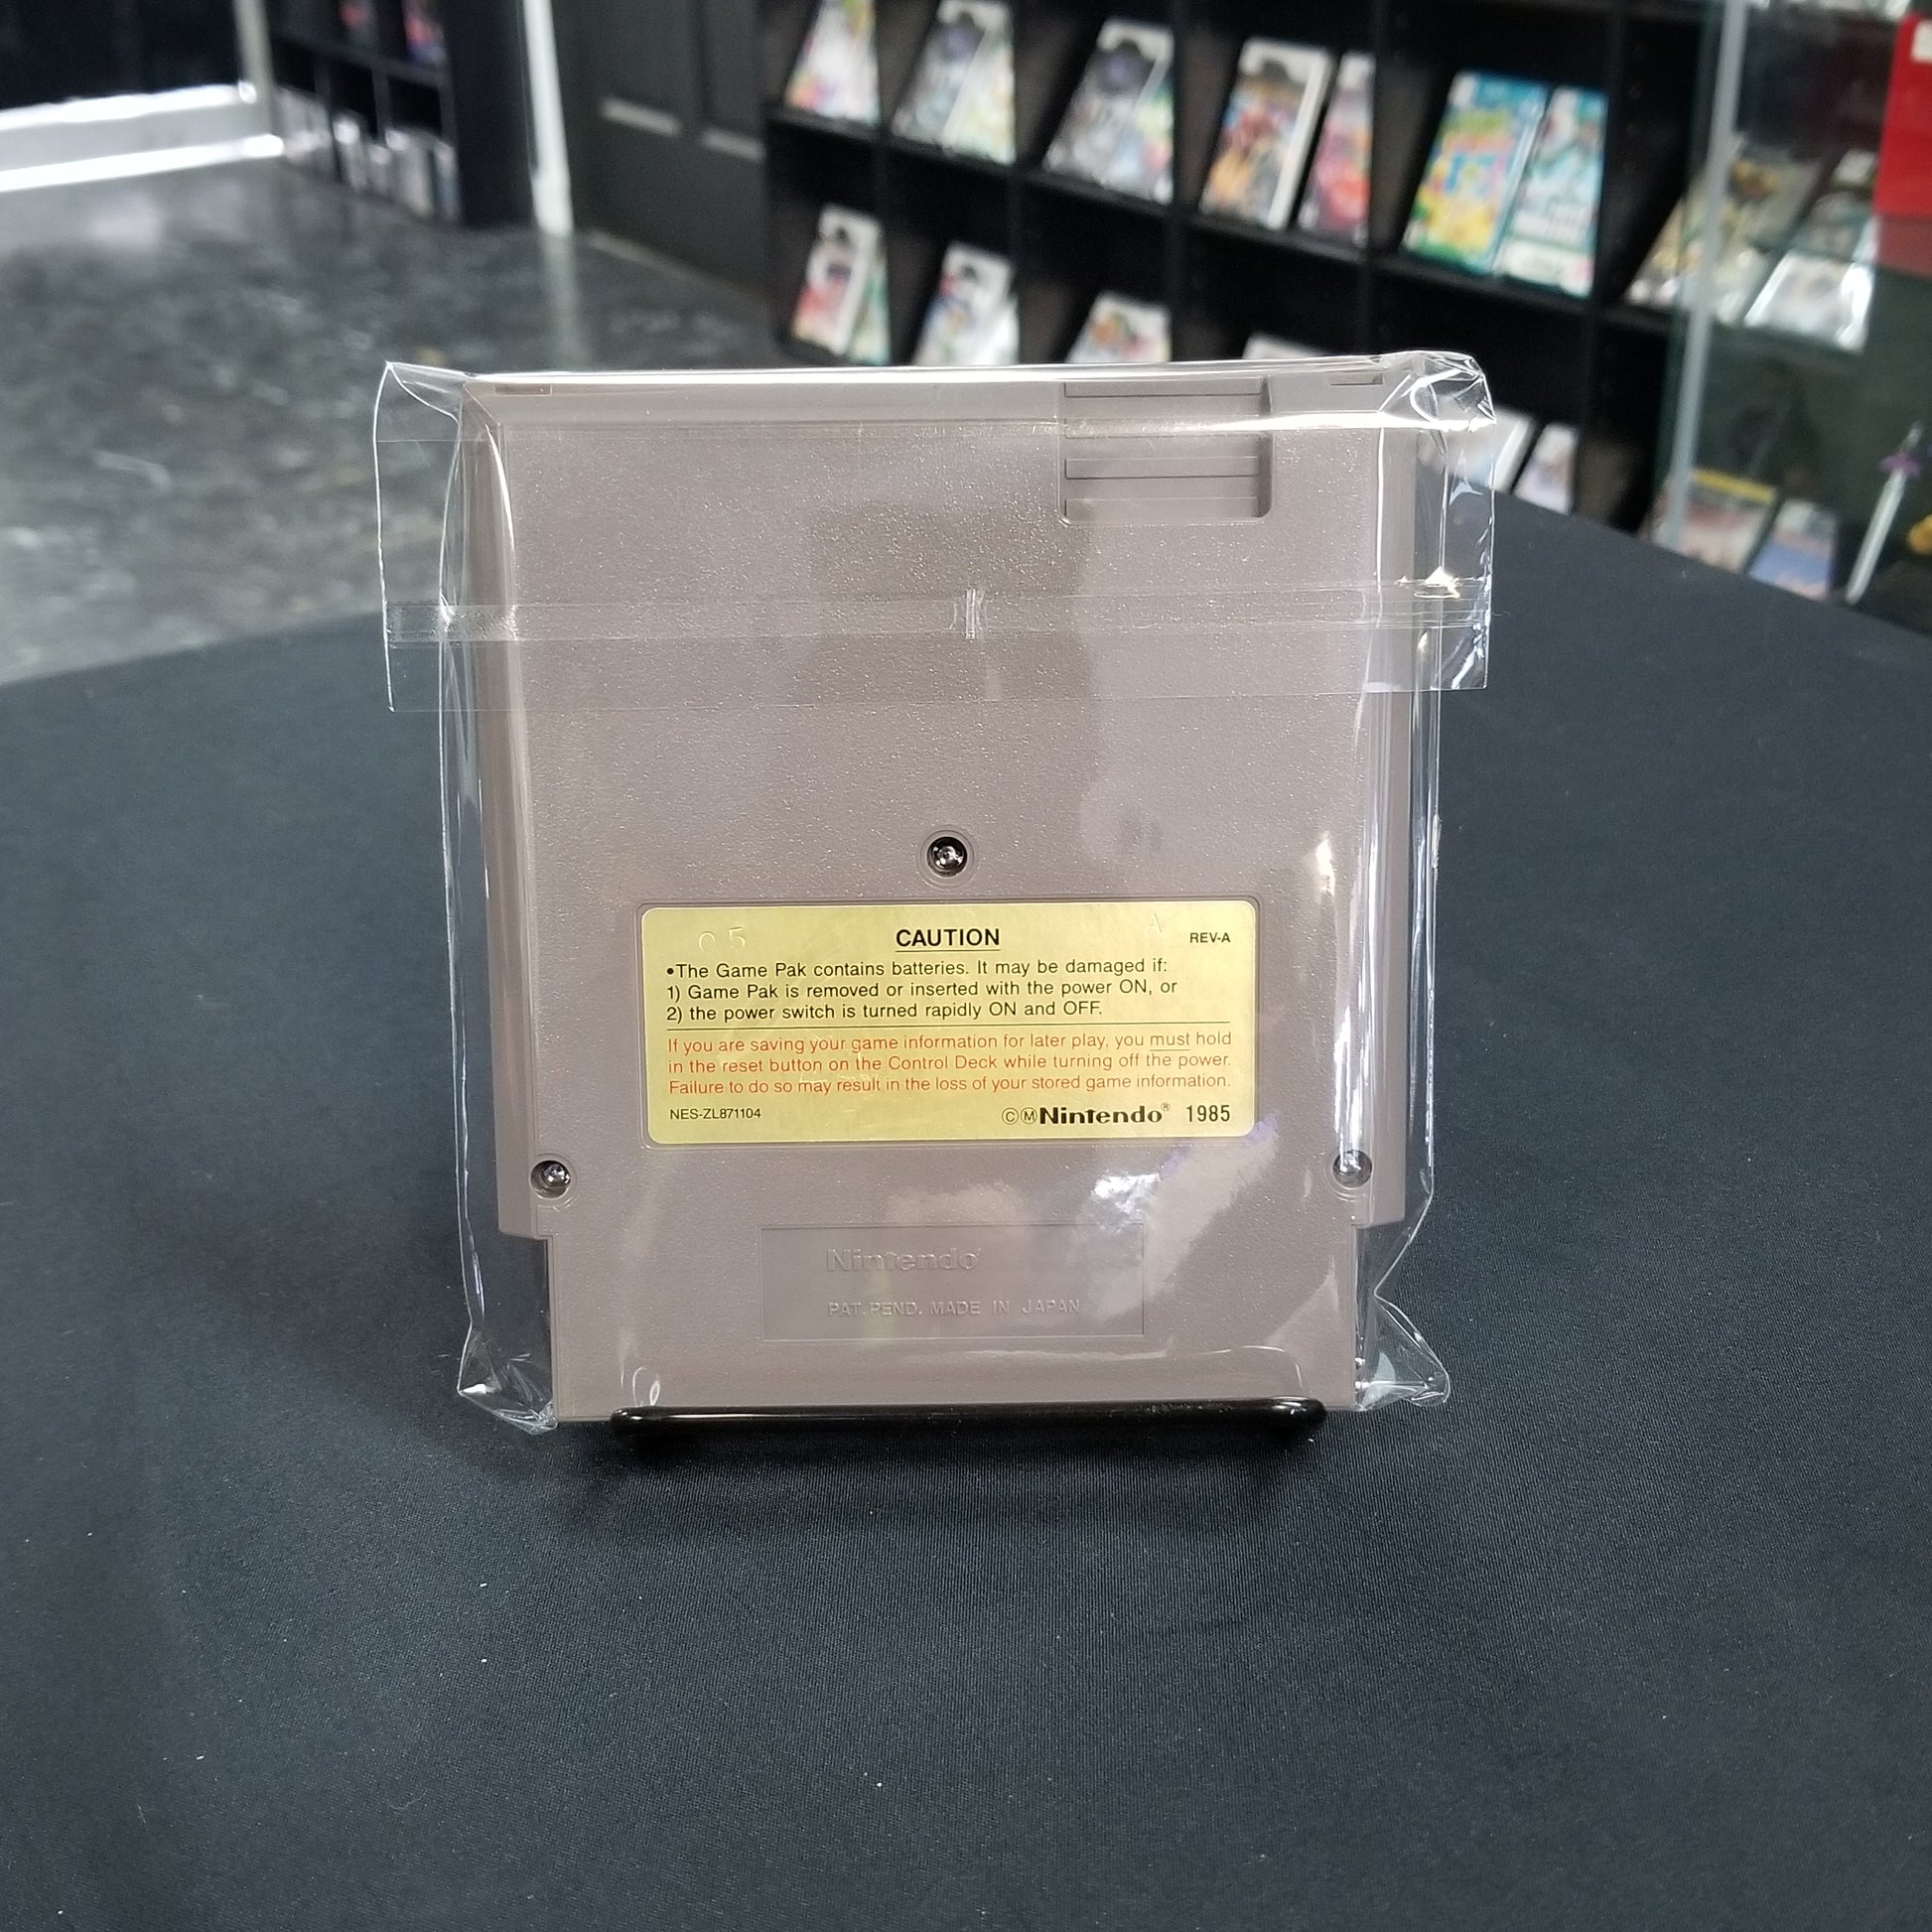 05
A
CAUTION
REV-A
•The Game Pak contains batteries. It may be damaged if:
1) Game Pak is removed or inserted with the power ON, or
2) the power switch is turned rapidly ON and OFF.
If you are saving your game information for later play, you must hold
in the reset button on the Control Deck while turning off the power.
Failure to do so may result in the loss of your stored game information.
NES-ZL871104
©ⓂNintendo® 1985
Nintendo®
PAT. PEND. MADE IN JAPAN